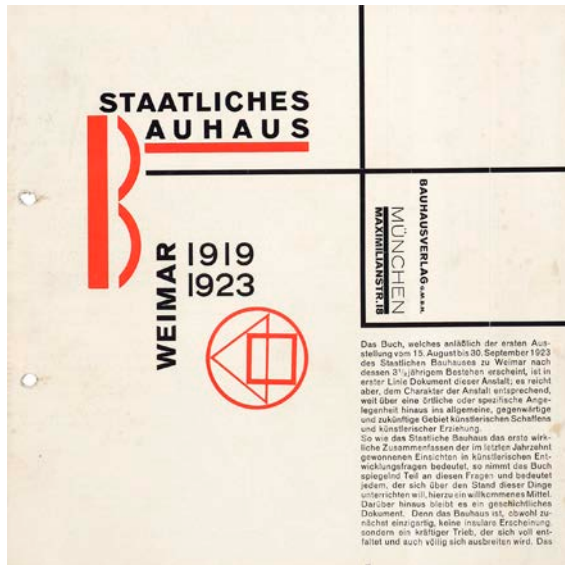 STAATLICHES
BAUHAUS
WEIMAR
1919
1923
BAUHAUSVERLAG G.M.B.H.
MÜNCHEN
MAXIMILIANSTR.18
Das Buch, welches anläßlich der ersten Aus-
stellung vom 15. August bis 30. September 1923
des Staatlichen Bauhauses zu Weimar nach
dessen 3½jährigem Bestehen erscheint, ist in
erster Linie Dokument dieser Anstalt; es reicht
aber, dem Charakter der Anstalt entsprechend,
weit über eine örtliche oder spezifische Ange-
legenheit hinaus ins allgemeine, gegenwärtige
und zukünftige Gebiet künstlerischen Schaffens
und künstlerischer Erziehung.
So wie das Staatliche Bauhaus das erste wirk-
liche Zusammenfassen der im letzten Jahrzehnt
gewonnenen Einsichten in künstlerischen Ent-
wicklungsfragen bedeutet, so nimmt das Buch
spiegelnd Teil an diesen Fragen und bedeutet
jedem, der sich über den Stand dieser Dinge
unterrichten will, hierzu ein willkommenes Mittel.
Darüber hinaus bleibt es ein geschichtliches
Dokument. Denn das Bauhaus ist, obwohl zu-
nächst einzigartig, keine insulare Erscheinung,
sondern ein kräftiger Trieb, der sich voll ent-
faltet und auch völlig sich ausbreiten wird. Das